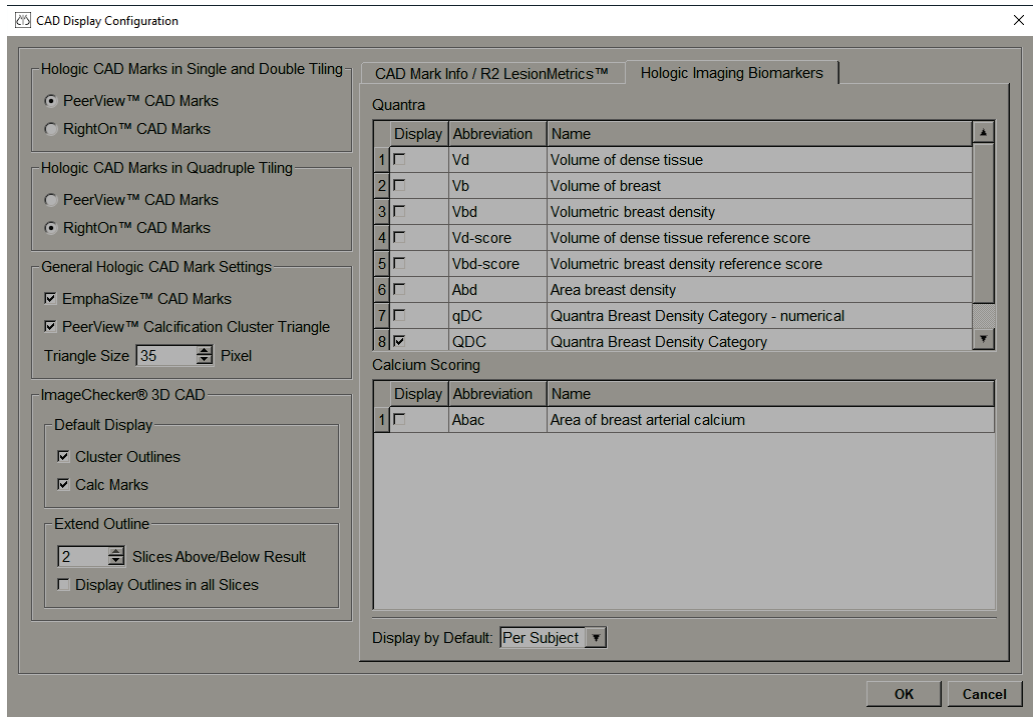 CAD Display Configuration
Hologic CAD Marks in Single and Double Tiling
PeerView™ CAD Marks
RightOn™ CAD Marks
Hologic CAD Marks in Quadruple Tiling
PeerView™ CAD Marks
RightOn™ CAD Marks
General Hologic CAD Mark Settings
EmphaSize™ CAD Marks
PeerView™ Calcification Cluster Triangle
Triangle Size 35 Pixel
ImageChecker® 3D CAD
Default Display
Cluster Outlines
Calc Marks
Extend Outline
2 Slices Above/Below Result
Display Outlines in all Slices
CAD Mark Info / R2 LesionMetrics™ Hologic Imaging Biomarkers
Quantra
Display Abbreviation Name
1 Vd Volume of dense tissue
2 Vb Volume of breast
3 Vbd Volumetric breast density
4 Vd-score Volume of dense tissue reference score
5 Vbd-score Volumetric breast density reference score
6 Abd Area breast density
7 qDC Quantra Breast Density Category - numerical
8 QDC Quantra Breast Density Category
Calcium Scoring
Display Abbreviation Name
1 Abac Area of breast arterial calcium
Display by Default: Per Subject
OK Cancel